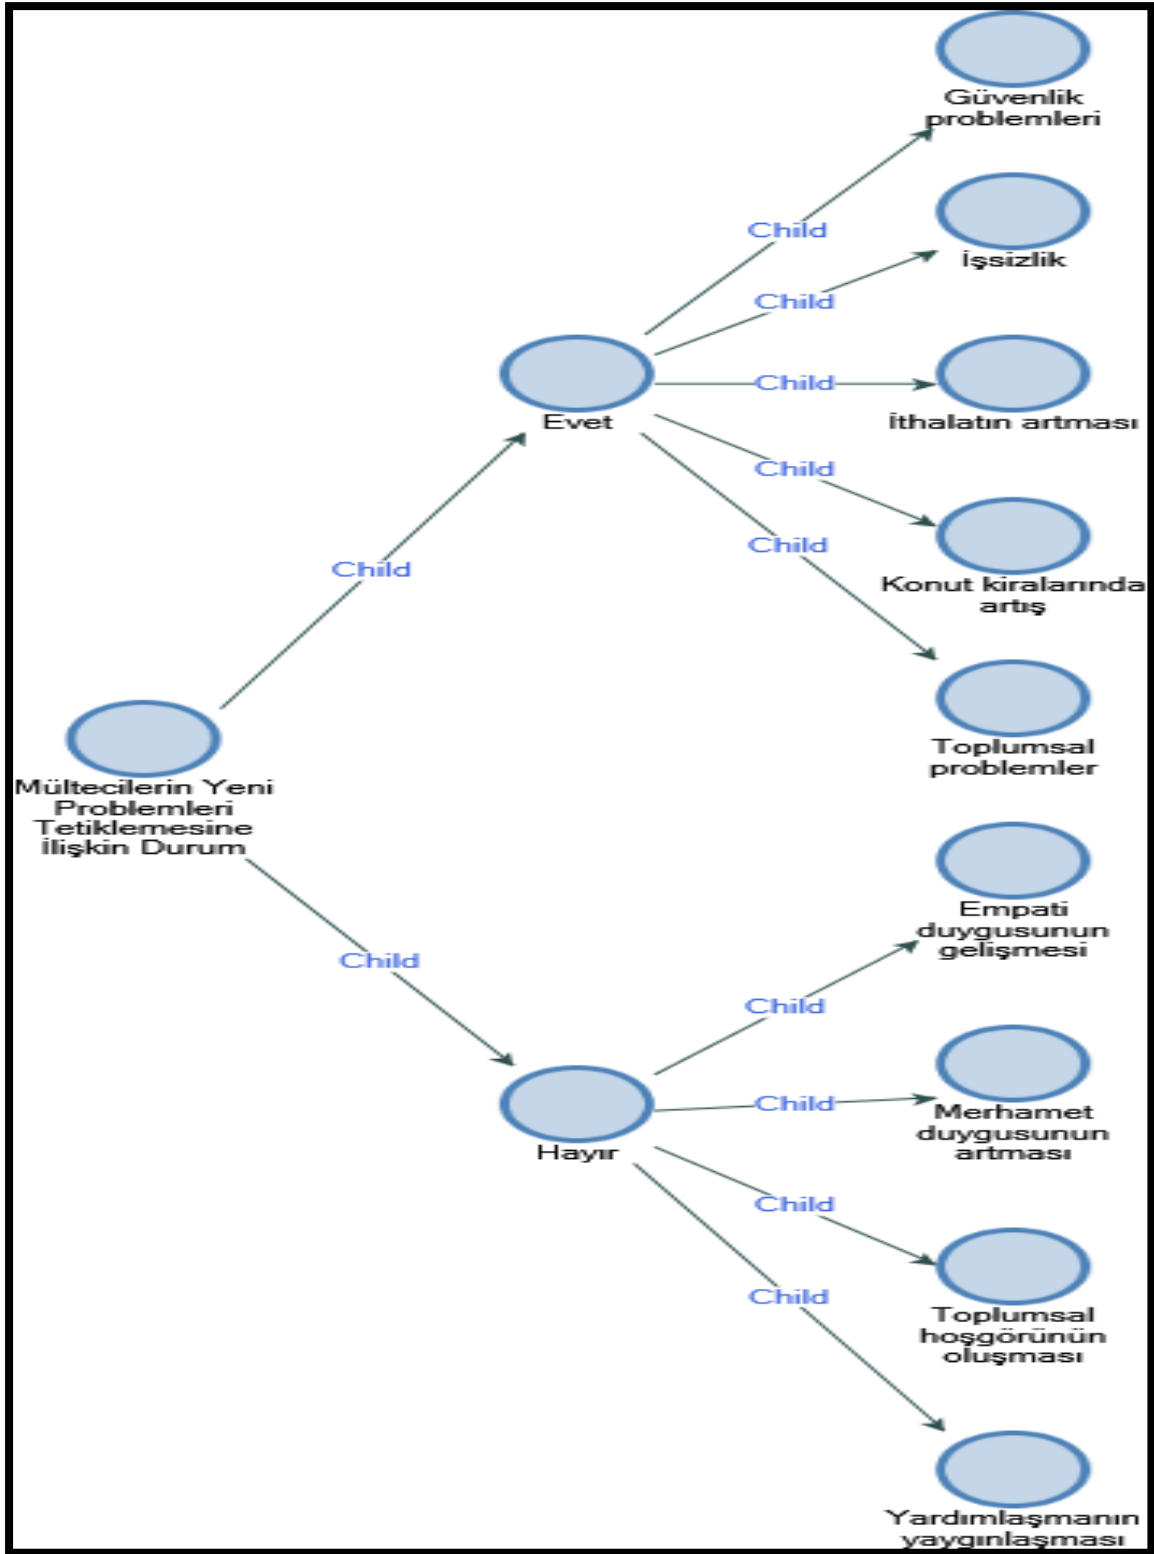 Güvenlik
problemleri
Child
İşsizlik
Child
Evet
Child
İthalatın artması
Child
Konut kiralarında
artış
Child
Child
Toplumsal
problemler
Mültecilerin Yeni
Problemleri
Tetiklemesine
İlişkin Durum
Child
Empati
duygusunun
gelişmesi
Child
Hayır
Child
Merhamet
duygusunun
artması
Child
Toplumsal
hoşgörünün
oluşması
Child
Yardımlaşmanın
yaygınlaşması